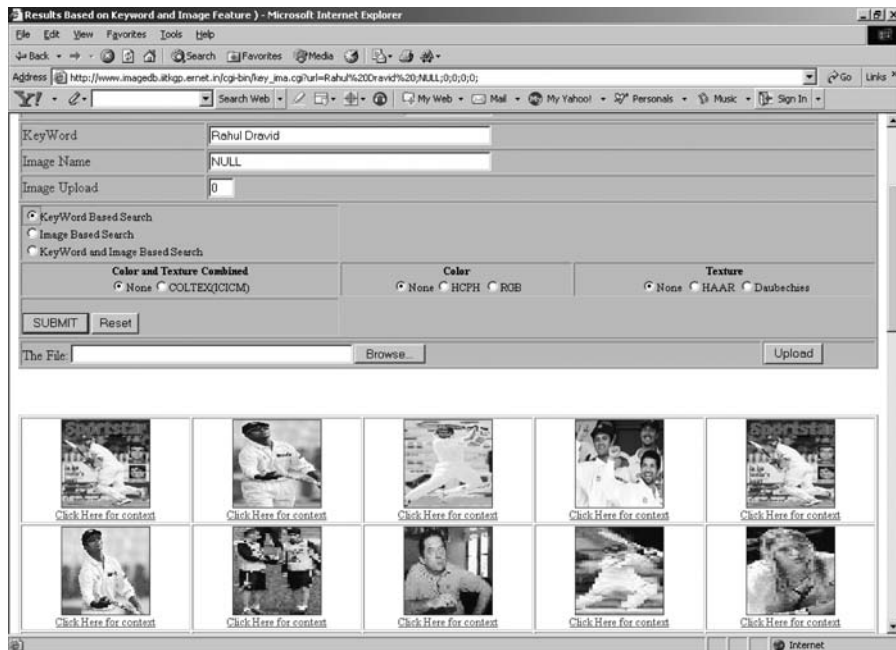 Results Based on Keyword and Image Feature ) - Microsoft Internet Explorer
File Edit View Favorites Tools Help
Back Search Favorites Media
Address http://www.imagedb.iitkgp.ernet.in/cgi-bin/key_ima.cgi?url=Rahul%20Dravid%20;NULL;0;0;0;0; Go Links
Y! Search Web My Web Mail My Yahoo! Personals Music Sign In
KeyWord Rahul Dravid
Image Name NULL
Image Upload 0
KeyWord Based Search
Image Based Search
KeyWord and Image Based Search
Color and Texture Combined Color Texture
None COLTEX(ICICM) None HCPH RGB None HAAR Daubechies
SUBMIT Reset
The File: Browse... Upload
Sportstar Sportstar
Click Here for context Click Here for context Click Here for context Click Here for context Click Here for context
Click Here for context Click Here for context Click Here for context Click Here for context Click Here for context
Internet